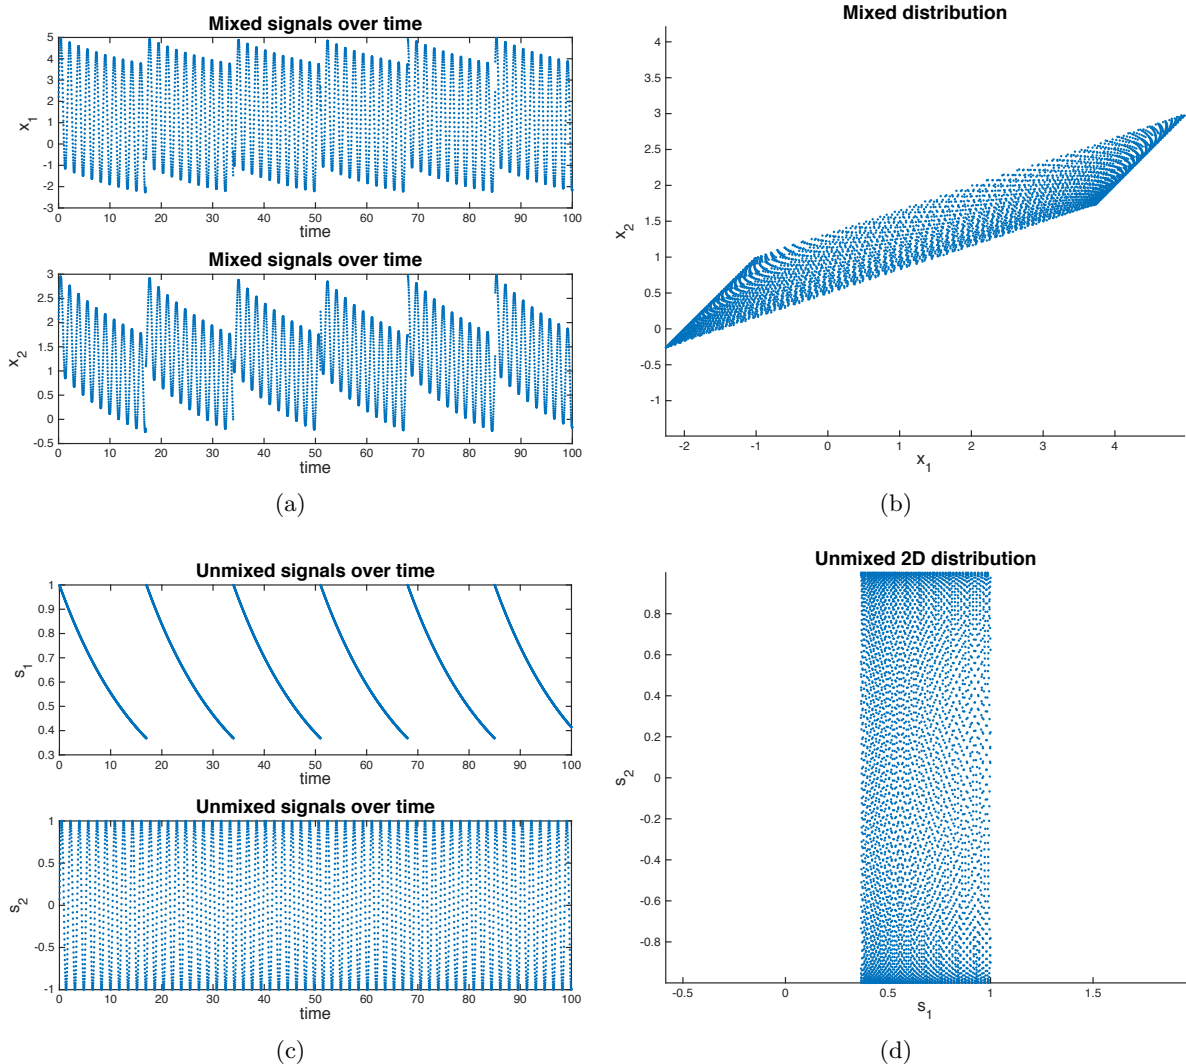 Mixed signals over time
5
4
3
2
1
0
-1
-2
-3
x1
0 10 20 30 40 50 60 70 80 90 100
time
Mixed signals over time
3
2.5
2
1.5
1
0.5
0
-0.5
x2
0 10 20 30 40 50 60 70 80 90 100
time
(a)
Mixed distribution
4
3.5
3
2.5
2
1.5
1
0.5
0
-0.5
-1
x2
-2 -1 0 1 2 3 4
x1
(b)
Unmixed signals over time
1
0.9
0.8
0.7
0.6
0.5
0.4
0.3
s1
0 10 20 30 40 50 60 70 80 90 100
time
Unmixed signals over time
1
0.5
0
-0.5
-1
s2
0 10 20 30 40 50 60 70 80 90 100
time
(c)
Unmixed 2D distribution
0.8
0.6
0.4
0.2
0
-0.2
-0.4
-0.6
-0.8
s2
-0.5 0 0.5 1 1.5
s1
(d)